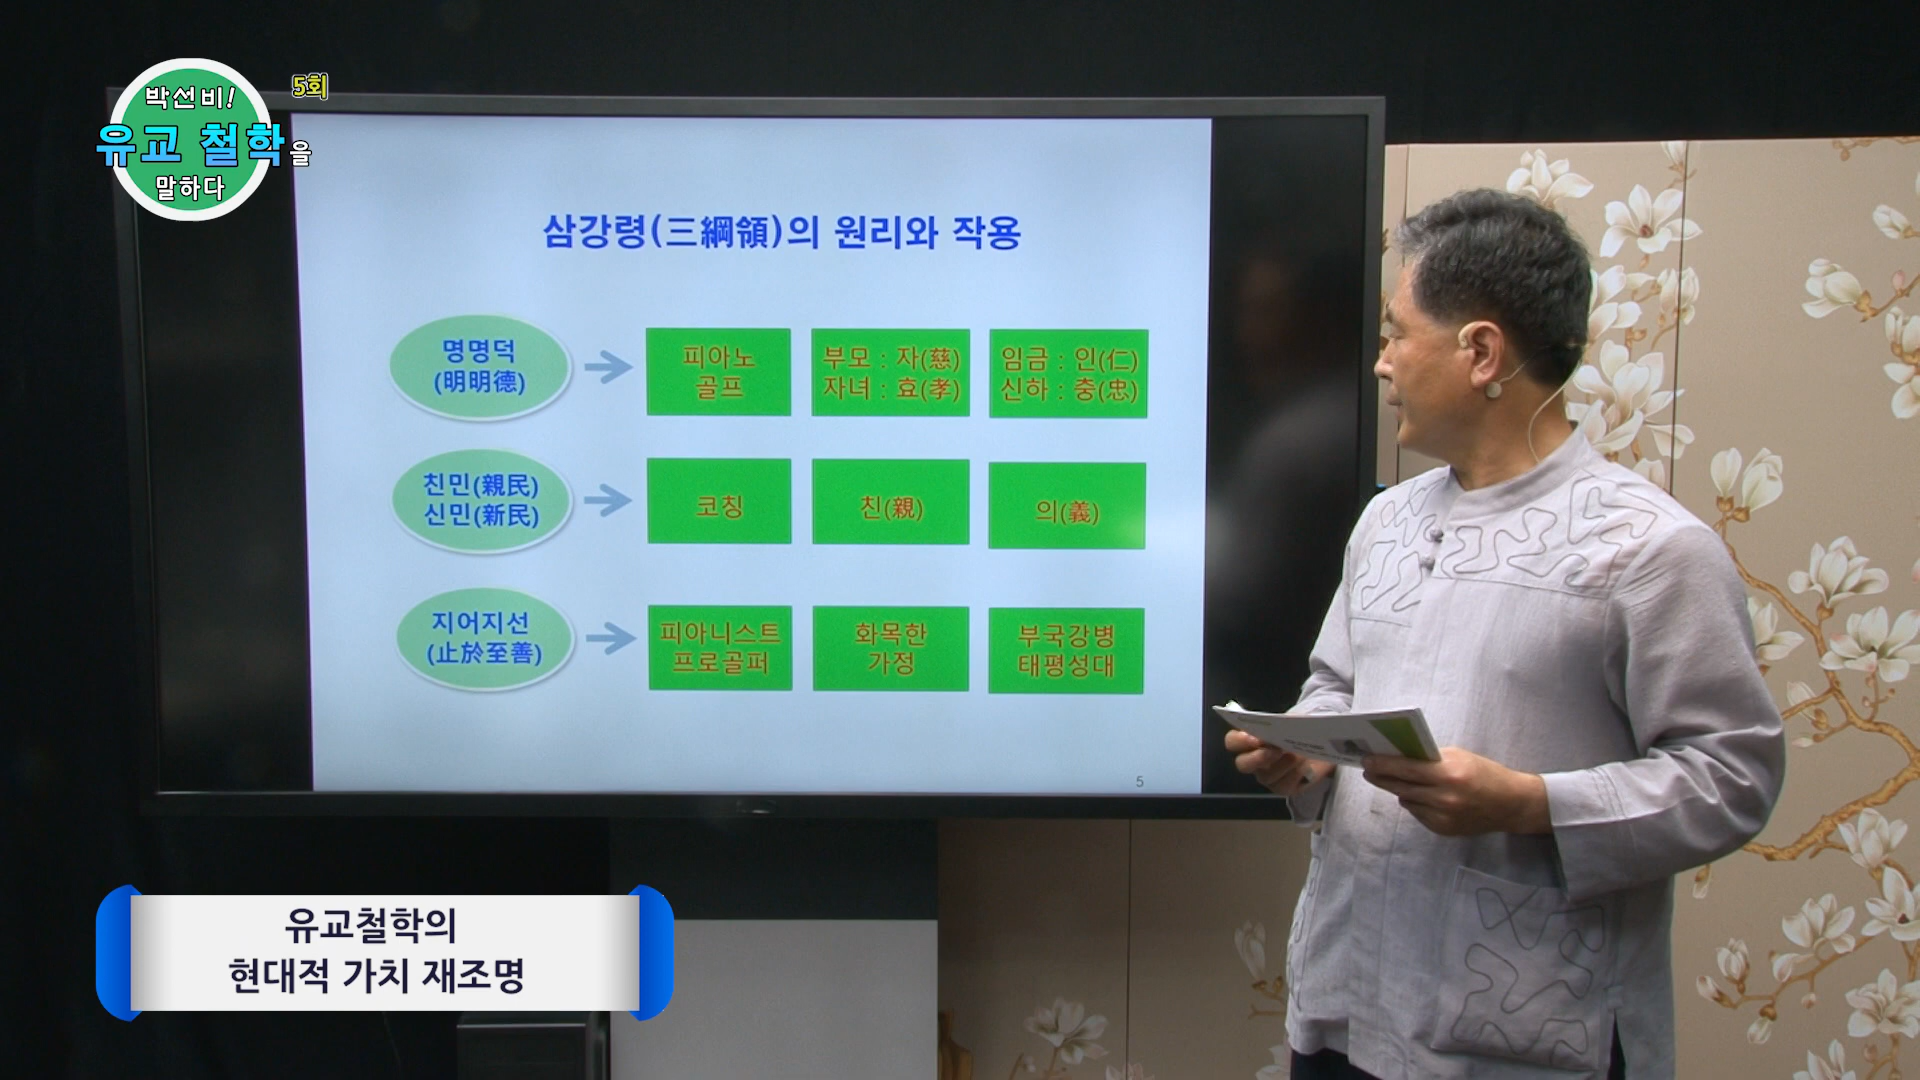 박선비!
5회
유교 철학을
말하다
삼강령(三綱領)의 원리와 작용
명명덕
(明明德)
피아노
골프
부모 : 자(慈)
자녀 : 효(孝)
임금 : 인(仁)
신하 : 충(忠)
친민(親民)
신민(新民)
코칭
친(親)
의(義)
지어지선
(止於至善)
피아니스트
프로골퍼
화목한
가정
부국강병
태평성대
5
유교철학의
현대적 가치 재조명